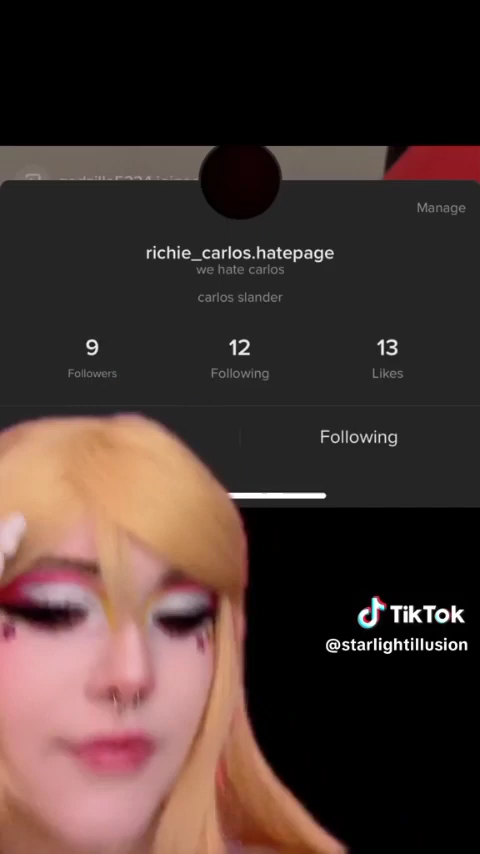 Manage
richie_carlos.hatepage
we hate carlos
carlos slander
9
12
13
Followers
Following
Likes
Following
TikTok
@starlightillusion